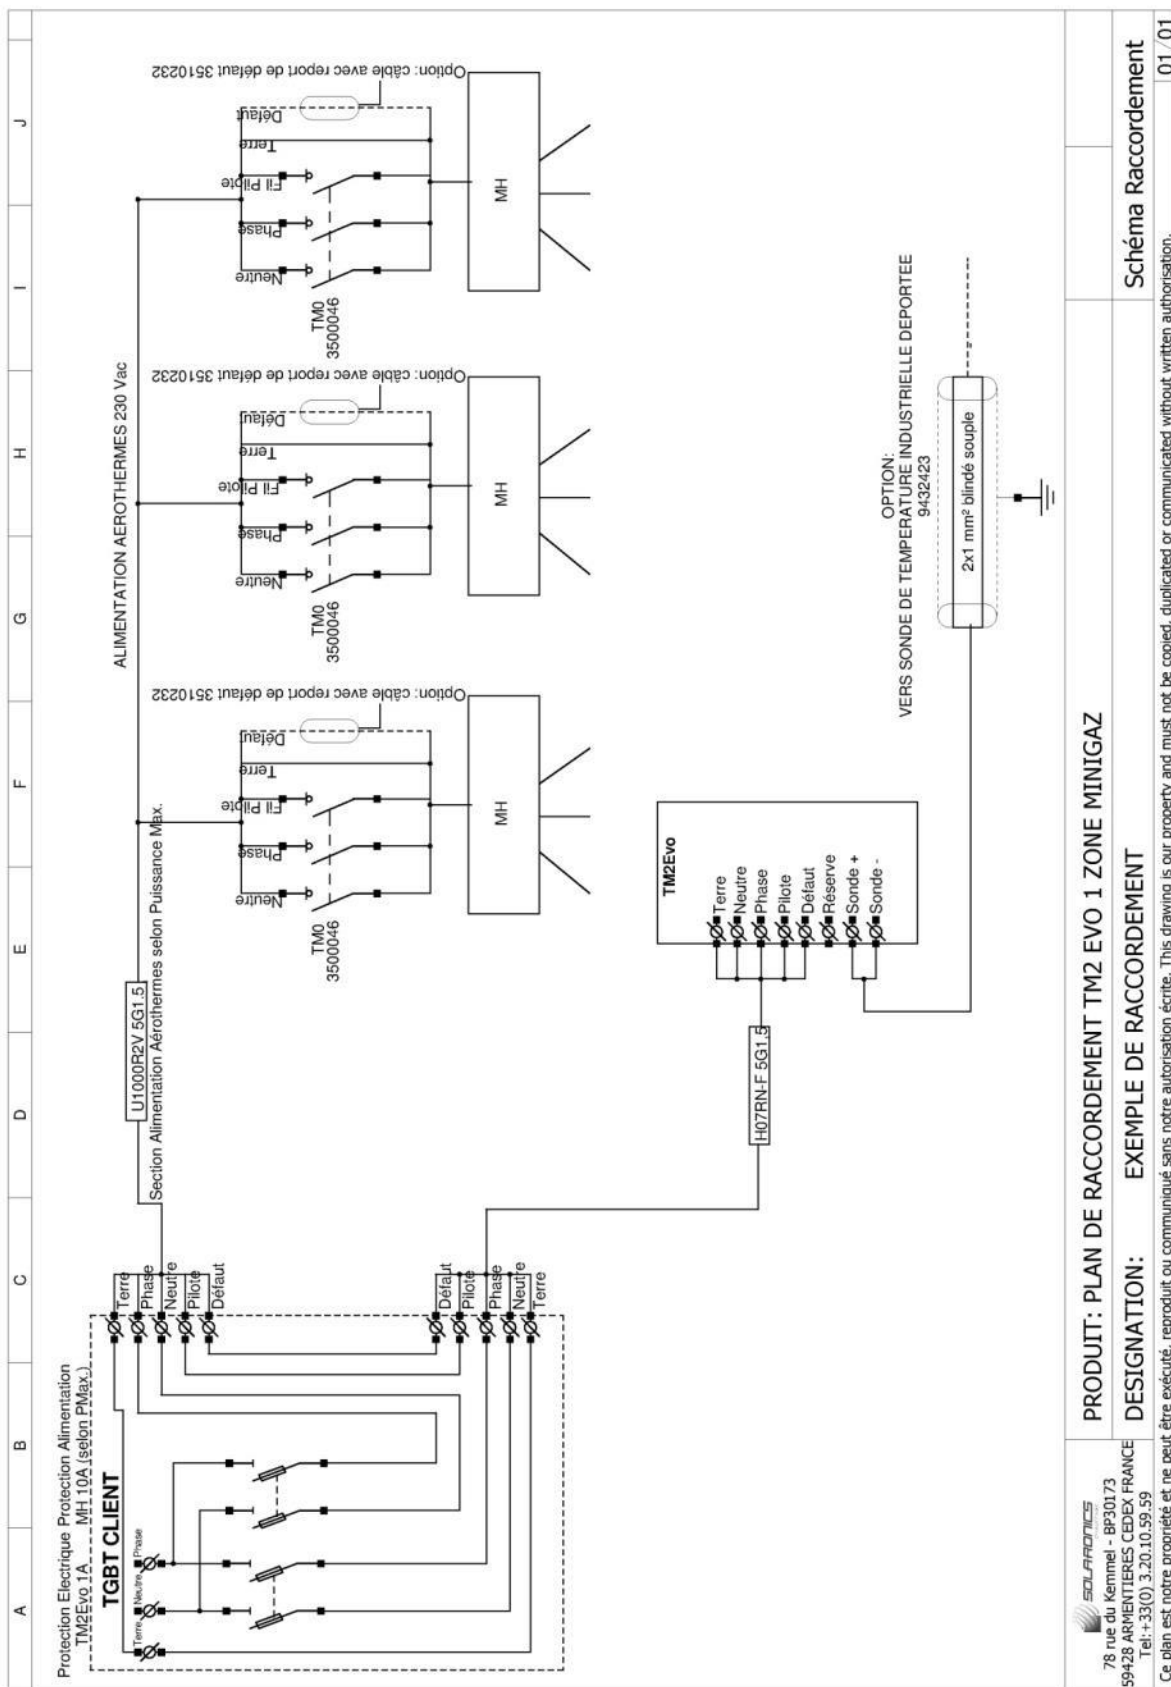 A
B
C
D
E
F
G
H
I
J
Protection Electrique Protection Alimentation
TM2Evo 1A MH 10A (selon PMax.)
TGBT CLIENT
Terre
Neutre
Phase
Terre
Phase
Neutre
Pilote
Défaut
Défaut
Pilote
Phase
Neutre
Terre
U1000R2V 5G1.5
Section Alimentation Aérothermes selon Puissance Max.
ALIMENTATION AEROTHERMES 230 Vac
Neutre
Phase
Fil Pilote
Terre
Défaut
Option: câble avec report de défaut 3510232
TM0
3500046
MH
Neutre
Phase
Fil Pilote
Terre
Défaut
Option: câble avec report de défaut 3510232
TM0
3500046
MH
Neutre
Phase
Fil Pilote
Terre
Défaut
Option: câble avec report de défaut 3510232
TM0
3500046
MH
H07RN-F 5G1.5
TM2Evo
Terre
Neutre
Phase
Pilote
Défaut
Réserve
Sonde +
Sonde -
OPTION:
VERS SONDE DE TEMPERATURE INDUSTRIELLE DEPORTEE
9432423
2x1 mm² blindé souple
SOLARONICS
78 rue du Kemmel - BP30173
59428 ARMENTIERES CEDEX FRANCE
Tel:+33(0) 3.20.10.59.59
PRODUIT: PLAN DE RACCORDEMENT TM2 EVO 1 ZONE MINIGAZ
DESIGNATION: EXEMPLE DE RACCORDEMENT
Schéma Raccordement
01/01
Ce plan est notre propriété et ne peut être exécuté, reproduit ou communiqué sans notre autorisation écrite. This drawing is our property and must not be copied, duplicated or communicated without written authorisation.